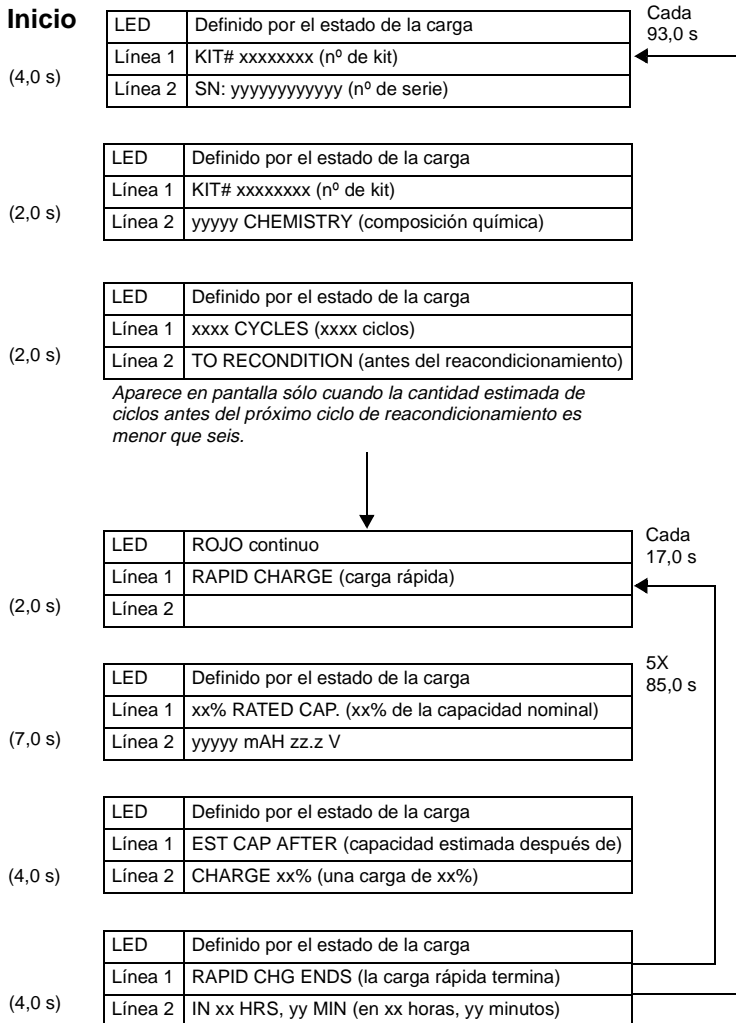 Inicio
LED Definido por el estado de la carga
Cada
93,0 s
Línea 1 KIT# xxxxxxxx (nº de kit)
(4,0 s)
Línea 2 SN: yyyyyyyyyyyy (nº de serie)
LED Definido por el estado de la carga
Línea 1 KIT# xxxxxxxx (nº de kit)
(2,0 s)
Línea 2 yyyyy CHEMISTRY (composición química)
LED Definido por el estado de la carga
Línea 1 xxxx CYCLES (xxxx ciclos)
(2,0 s)
Línea 2 TO RECONDITION (antes del reacondicionamiento)
Aparece en pantalla sólo cuando la cantidad estimada de
ciclos antes del próximo ciclo de reacondicionamiento es
menor que seis.
LED ROJO continuo
Cada
17,0 s
Línea 1 RAPID CHARGE (carga rápida)
(2,0 s)
Línea 2
LED Definido por el estado de la carga
5X
85,0 s
Línea 1 xx% RATED CAP. (xx% de la capacidad nominal)
(7,0 s)
Línea 2 yyyyy mAH zz.z V
LED Definido por el estado de la carga
Línea 1 EST CAP AFTER (capacidad estimada después de)
(4,0 s)
Línea 2 CHARGE xx% (una carga de xx%)
LED Definido por el estado de la carga
Línea 1 RAPID CHG ENDS (la carga rápida termina)
(4,0 s)
Línea 2 IN xx HRS, yy MIN (en xx horas, yy minutos)